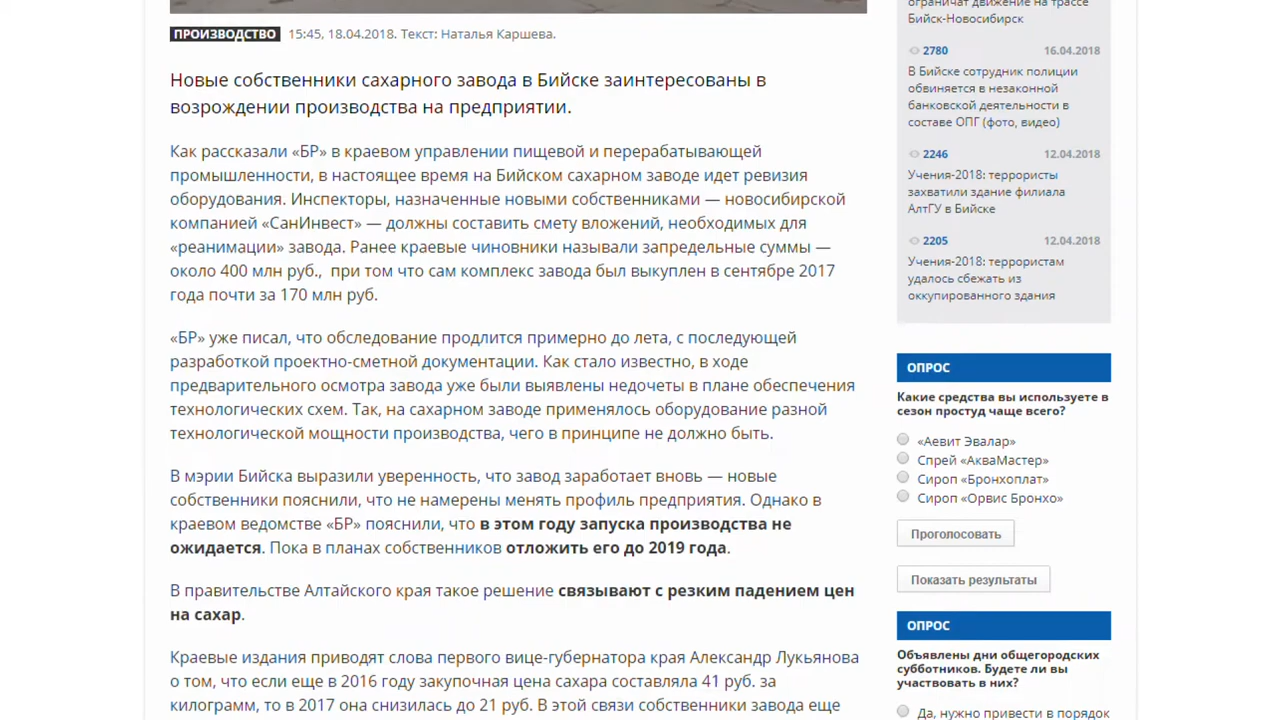 ПРОИЗВОДСТВО 15:45, 18.04.2018. Текст: Наталья Каршева.
Новые собственники сахарного завода в Бийске заинтересованы в
возрождении производства на предприятии.
Как рассказали «БР» в краевом управлении пищевой и перерабатывающей
промышленности, в настоящее время на Бийском сахарном заводе идет ревизия
оборудования. Инспекторы, назначенные новыми собственниками — новосибирской
компанией «СанИнвест» — должны составить смету вложений, необходимых для
«реанимации» завода. Ранее краевые чиновники называли запредельные суммы —
около 400 млн руб., при том что сам комплекс завода был выкуплен в сентябре 2017
года почти за 170 млн руб.
«БР» уже писал, что обследование продлится примерно до лета, с последующей
разработкой проектно-сметной документации. Как стало известно, в ходе
предварительного осмотра завода уже были выявлены недочеты в плане обеспечения
технологических схем. Так, на сахарном заводе применялось оборудование разной
технологической мощности производства, чего в принципе не должно быть.
В мэрии Бийска выразили уверенность, что завод заработает вновь — новые
собственники пояснили, что не намерены менять профиль предприятия. Однако в
краевом ведомстве «БР» пояснили, что в этом году запуска производства не
ожидается. Пока в планах собственников отложить его до 2019 года.
В правительстве Алтайского края такое решение связывают с резким падением цен
на сахар.
Краевые издания приводят слова первого вице-губернатора края Александр Лукьянова
о том, что если еще в 2016 году закупочная цена сахара составляла 41 руб. за
килограмм, то в 2017 она снизилась до 21 руб. В этой связи собственники завода еще
ограничат движение на трассе
Бийск-Новосибирск
2780 16.04.2018
В Бийске сотрудник полиции
обвиняется в незаконной
банковской деятельности в
составе ОПГ (фото, видео)
2246 12.04.2018
Учения-2018: террористы
захватили здание филиала
АлтГУ в Бийске
2205 12.04.2018
Учения-2018: террористам
удалось сбежать из
оккупированного здания
ОПРОС
Какие средства вы используете в
сезон простуд чаще всего?
«Аевит Эвалар»
Спрей «АкваМастер»
Сироп «Бронхоплат»
Сироп «Орвис Бронхо»
Проголосовать
Показать результаты
ОПРОС
Объявлены дни общегородских
субботников. Будете ли вы
участвовать в них?
Да, нужно привести в порядок